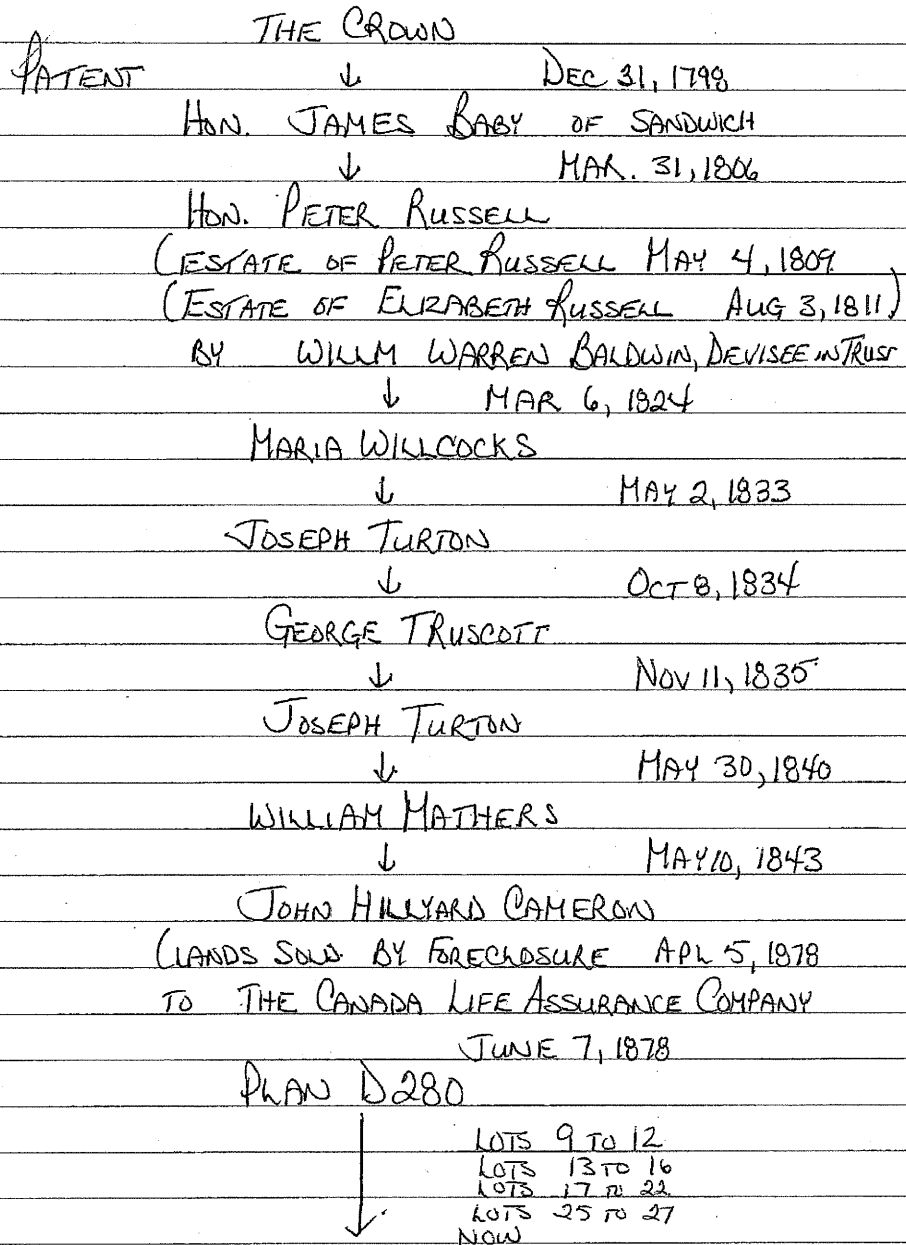 THE CROWN
PATENT ↓ DEC 31, 1798
HON. JAMES BABY OF SANDWICH
↓ MAR. 31, 1806
HON. PETER RUSSELL
(ESTATE OF PETER RUSSELL MAY 4, 1809
(ESTATE OF ELIZABETH RUSSELL AUG 3, 1811)
BY WILLM WARREN BALDWIN, DEVISEE IN TRUST
↓ MAR 6, 1824
MARIA WILLCOCKS
↓ MAY 2, 1833
JOSEPH TURTON
↓ OCT 8, 1834
GEORGE TRUSCOTT
↓ NOV 11, 1835
JOSEPH TURTON
↓ MAY 30, 1840
WILLIAM MATHERS
↓ MAY 10, 1843
JOHN HILLYARD CAMERON
(LANDS SOLD BY FORECLOSURE APL 5, 1878
TO THE CANADA LIFE ASSURANCE COMPANY
JUNE 7, 1878
PLAN D280
LOTS 9 TO 12
LOTS 13 TO 16
LOTS 17 TO 22
LOTS 25 TO 27
NOW